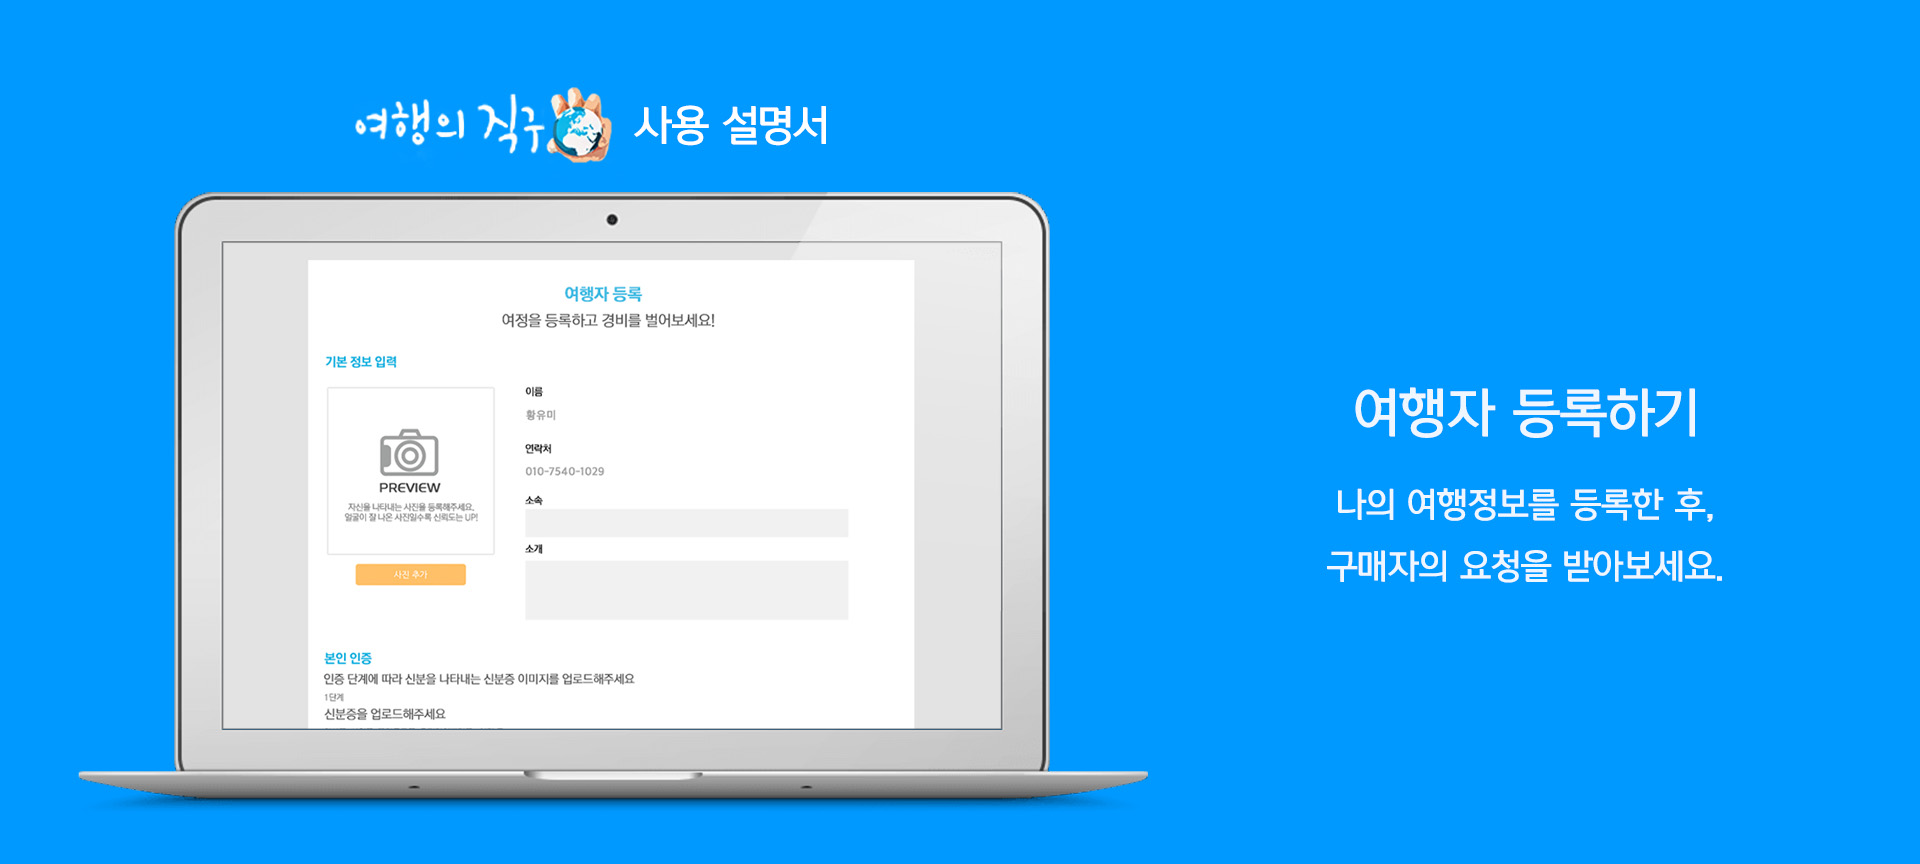 여행의 직구 사용 설명서
여행자 등록
여정을 등록하고 경비를 벌어보세요!
기본 정보 입력
PREVIEW
자신을 나타내는 사진을 등록해주세요.
얼굴이 잘 나온 사진일수록 신뢰도는 UP!
사진 추가
이름
황유미
연락처
010-7540-1029
소속
소개
본인 인증
인증 단계에 따라 신분을 나타내는 신분증 이미지를 업로드해주세요
1단계
신분증을 업로드해주세요
여행자 등록하기
나의 여행정보를 등록한 후,
구매자의 요청을 받아보세요.